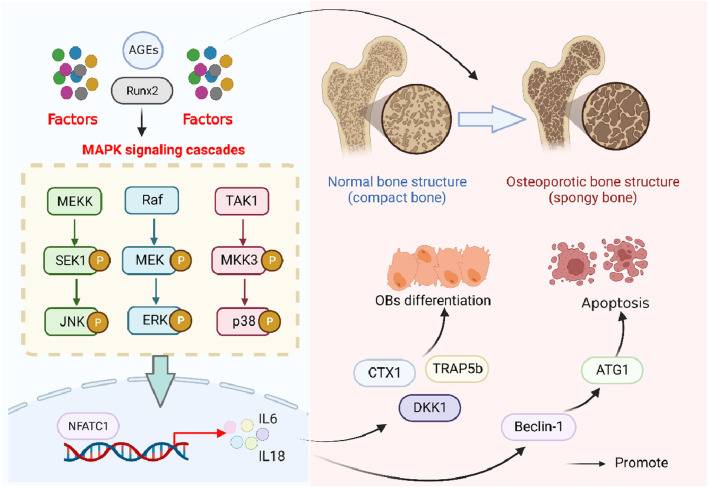 AGEs
Runx2
Factors
Factors
MAPK signaling cascades
MEKK
Raf
TAK1
SEK1
P
MEK
P
MKK3
P
JNK
P
ERK
P
p38
P
NFATC1
IL6
IL18
Normal bone structure
(compact bone)
Osteoporotic bone structure
(spongy bone)
OBs differentiation
Apoptosis
CTX1
TRAP5b
DKK1
ATG1
Beclin-1
Promote